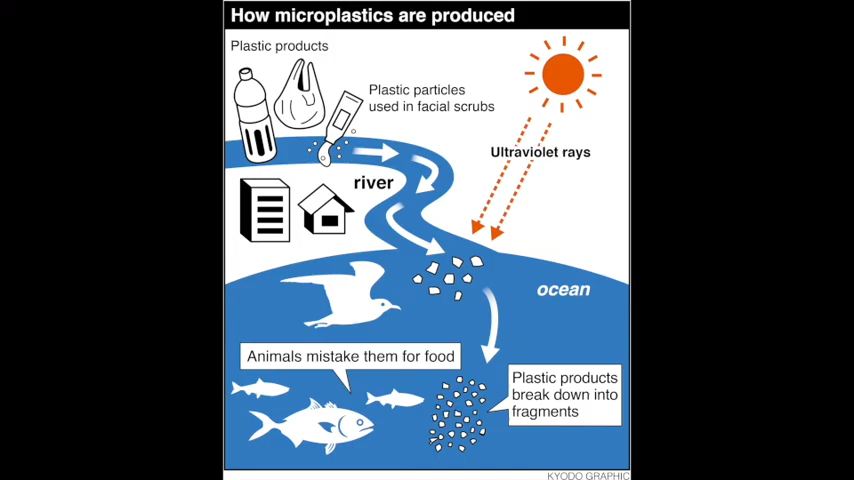 How microplastics are produced
Plastic products
Plastic particles
used in facial scrubs
Ultraviolet rays
river
ocean
Animals mistake them for food
Plastic products
break down into
fragments
KYODO GRAPHIC